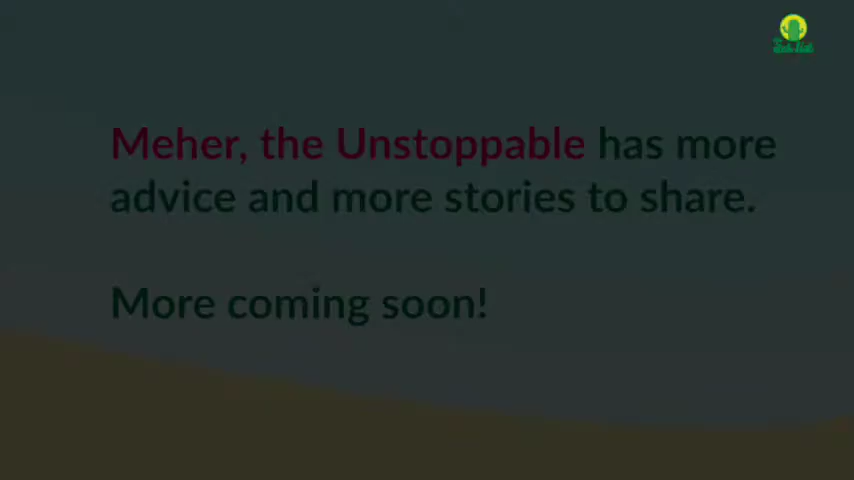 Meher, the Unstoppable has more
advice and more stories to share.
More coming soon!